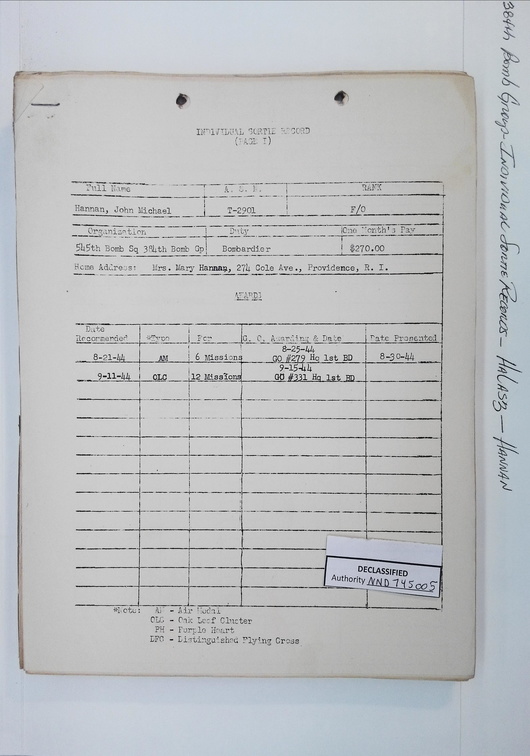 384th Bomb Group - Individual Sortie Records - HALASZ - HANNAN
INDIVIDUAL SORTIE RECORD
(PAGE I)
Full Name A. S. N. RANK
Hannan, John Michael T-2901 F/O
Organization Duty One Month's Pay
545th Bomb Sq 384th Bomb Gp Bombardier $270.00
Home Address: Mrs. Mary Hannan, 274 Cole Ave., Providence, R. I.
AWARDS
Date
Recommended *Type For G. O. Awarding & Date Date Presented
8-25-44
8-21-44 AM 6 Missions GO #279 Hq 1st BD 8-30-44
9-15-44
9-11-44 OLC 12 Missions GO #331 Hq 1st BD
DECLASSIFIED
Authority NND 745005
*Note: AM - Air Medal
OLC - Oak Leaf Cluster
PH - Purple Heart
DFC - Distinguished Flying Cross